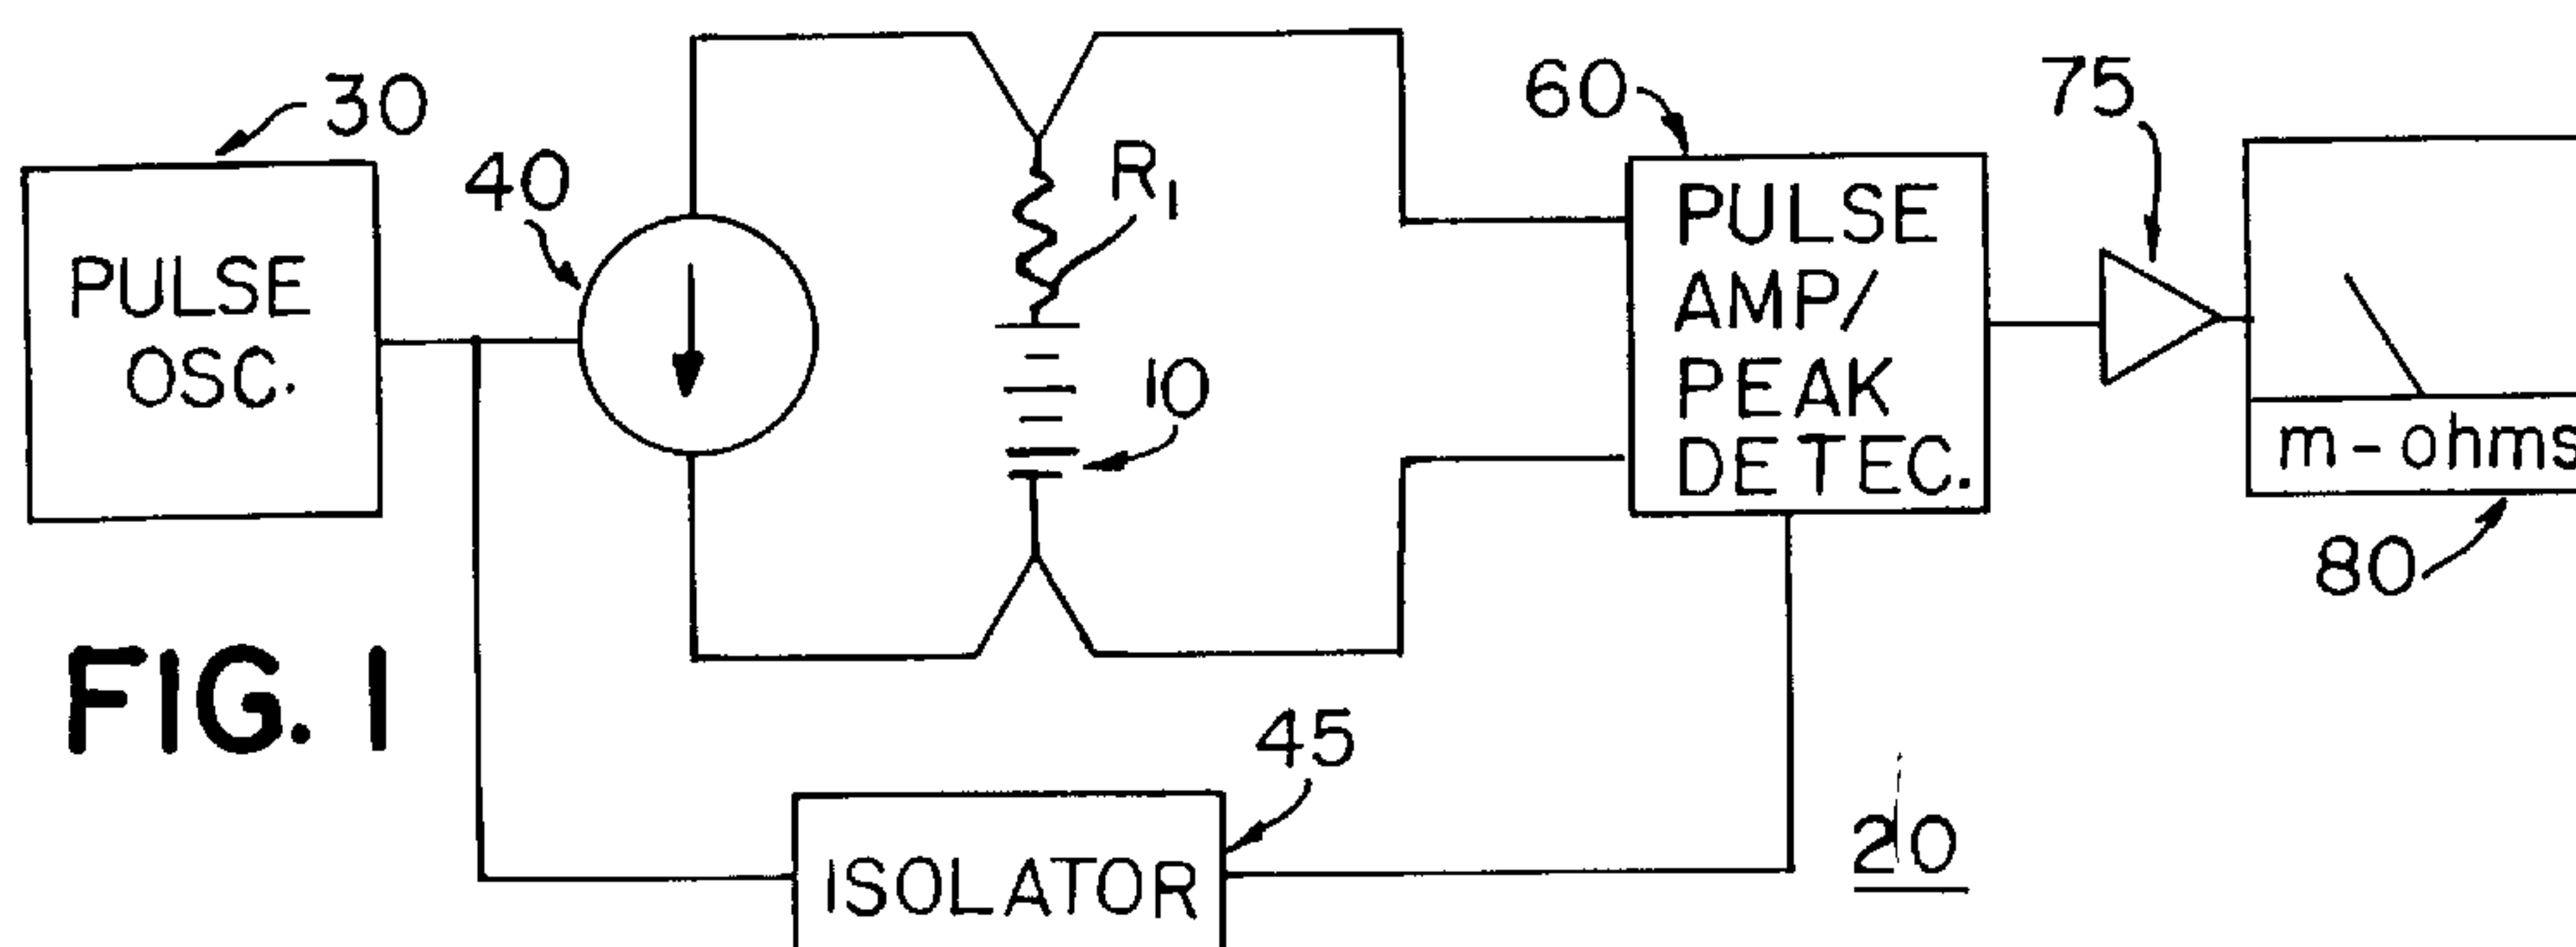 30
PULSE
OSC.
40
R1
10
60
PULSE
AMP/
PEAK
DETEC.
75
m-ohms
80
FIG. 1
45
ISOLATOR
20